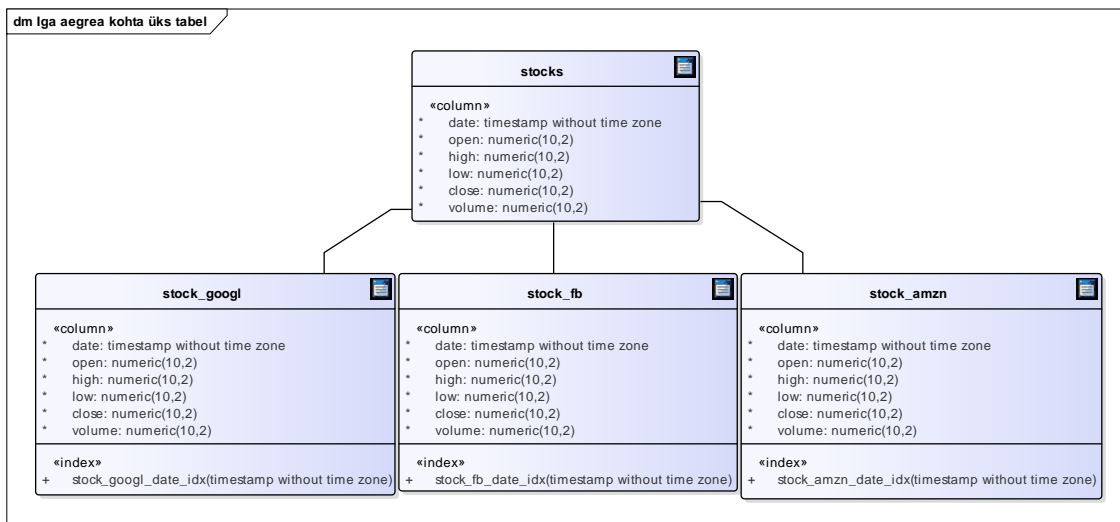 dm Iga aegrea kohta üks tabel
stocks
«column»
* date: timestamp without time zone
* open: numeric(10,2)
* high: numeric(10,2)
* low: numeric(10,2)
* close: numeric(10,2)
* volume: numeric(10,2)
stock_googl
«column»
* date: timestamp without time zone
* open: numeric(10,2)
* high: numeric(10,2)
* low: numeric(10,2)
* close: numeric(10,2)
* volume: numeric(10,2)
«index»
+ stock_googl_date_idx(timestamp without time zone)
stock_fb
«column»
* date: timestamp without time zone
* open: numeric(10,2)
* high: numeric(10,2)
* low: numeric(10,2)
* close: numeric(10,2)
* volume: numeric(10,2)
«index»
+ stock_fb_date_idx(timestamp without time zone)
stock_amzn
«column»
* date: timestamp without time zone
* open: numeric(10,2)
* high: numeric(10,2)
* low: numeric(10,2)
* close: numeric(10,2)
* volume: numeric(10,2)
«index»
+ stock_amzn_date_idx(timestamp without time zone)